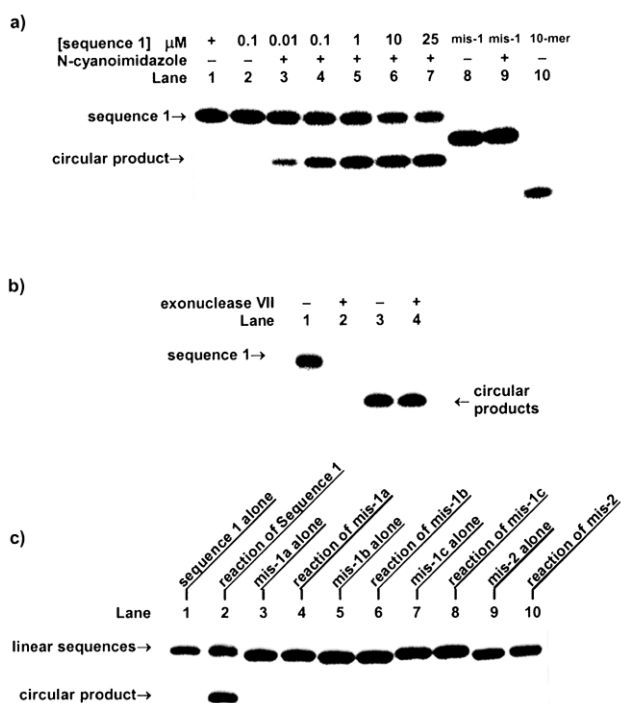 a)
[sequence 1] μM + 0.1 0.01 0.1 1 10 25 mis-1 mis-1 10-mer
N-cyanoimidazole – – + + + + + – + –
Lane 1 2 3 4 5 6 7 8 9 10
sequence 1→
circular product→
b)
exonuclease VII – + – +
Lane 1 2 3 4
sequence 1→
← circular
products
c)
sequence 1 alone
reaction of Sequence 1
mis-1a alone
reaction of mis-1a
mis-1b alone
reaction of mis-1b
mis-1c alone
reaction of mis-1c
mis-2 alone
reaction of mis-2
Lane 1 2 3 4 5 6 7 8 9 10
linear sequences→
circular product→